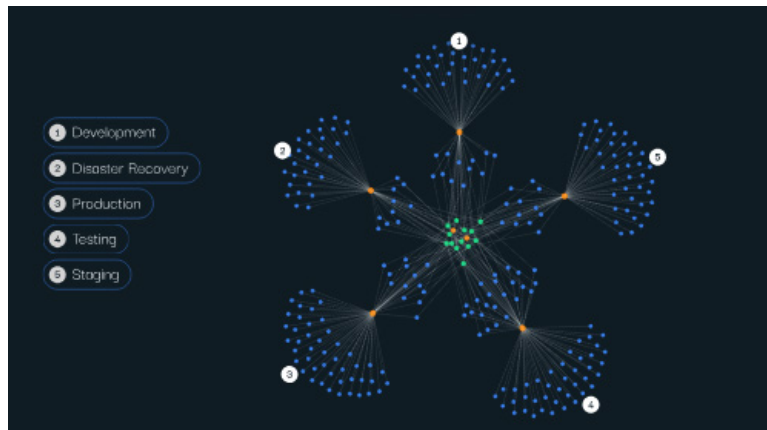 1 Development
2 Disaster Recovery
3 Production
4 Testing
5 Staging
1
2
5
3
4